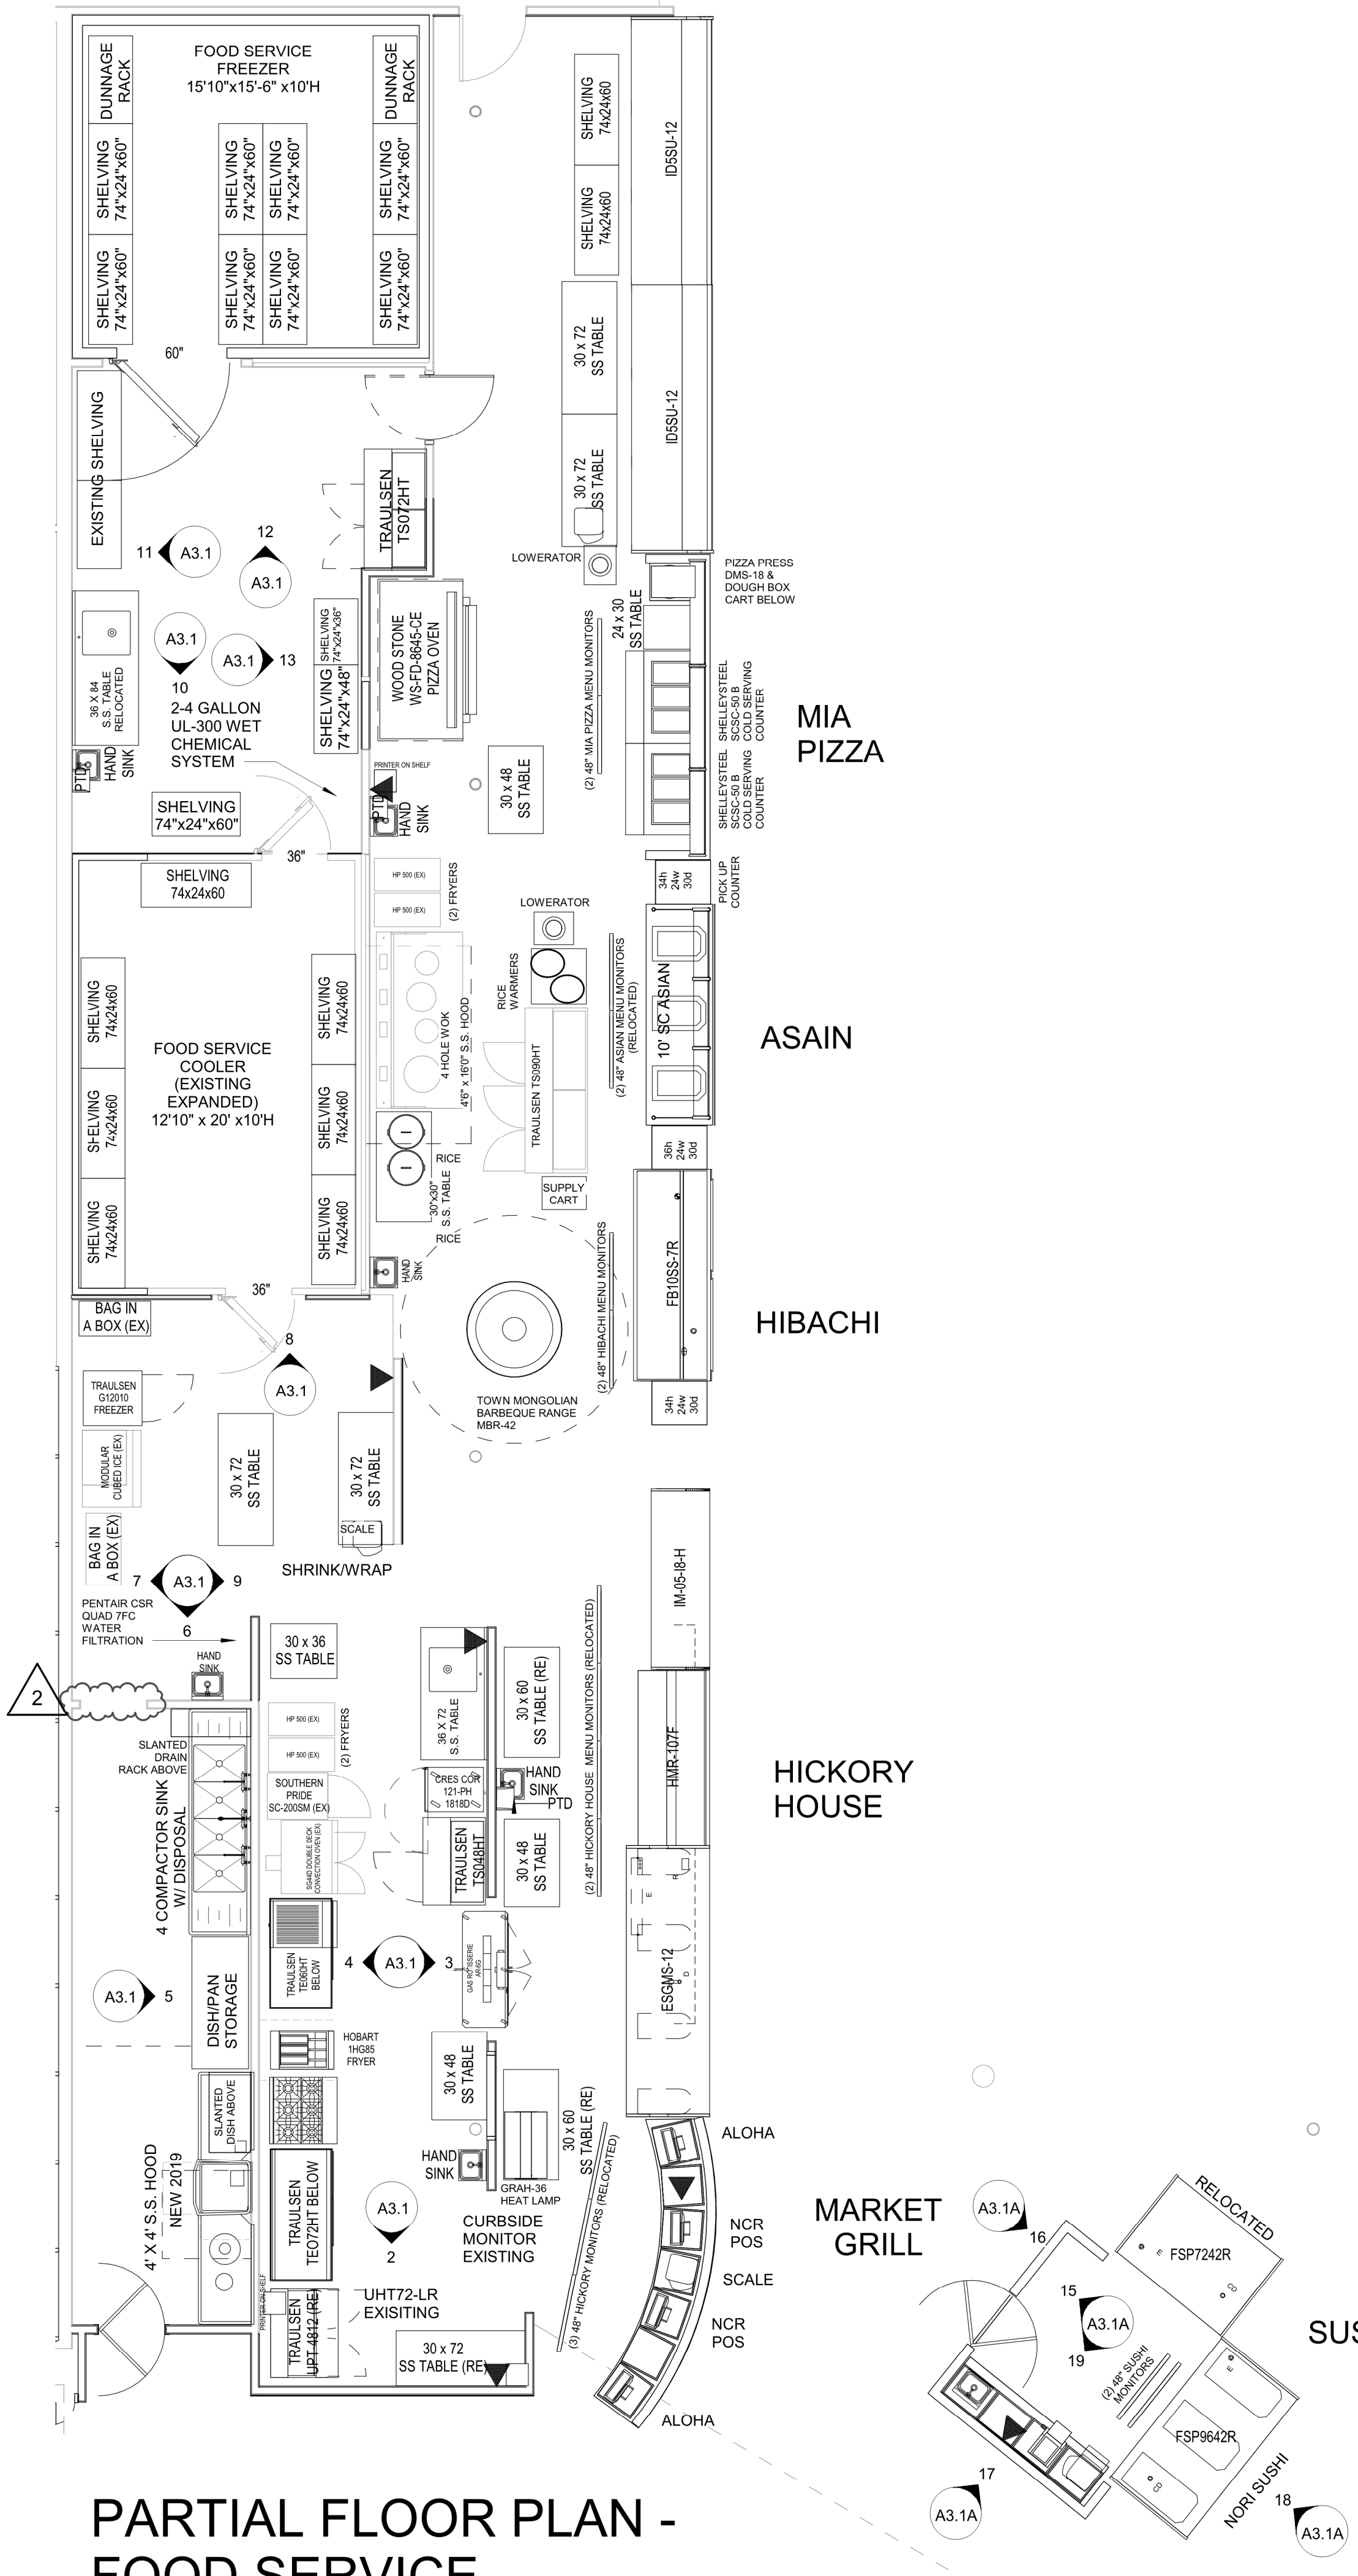 DUNNAGE
RACK
FOOD SERVICE
FREEZER
15'10"x15'-6" x10'H
DUNNAGE
RACK
SHELVING
74"x24"x60"
SHELVING
74"x24"x60"
SHELVING
74"x24"x60"
SHELVING
74"x24"x60"
SHELVING
74"x24"x60"
SHELVING
74"x24"x60"
SHELVING
74"x24"x60"
SHELVING
74"x24"x60"
60"
SHELVING
74x24x60
SHELVING
74x24x60
ID5SU-12
30 x 72
SS TABLE
30 x 72
SS TABLE
ID5SU-12
EXISTING SHELVING
TRAULSEN
TS072HT
11
A3.1
12
A3.1
LOWERATOR
PIZZA PRESS
DMS-18 &
DOUGH BOX
CART BELOW
24 x 30
SS TABLE
36 X 84
S.S. TABLE
RELOCATED
A3.1
10
A3.1
13
SHELVING
74"x24"x36"
SHELVING
74"x24"x48"
WOOD STONE
WS-FD-8645-CE
PIZZA OVEN
(2) 48" MIA PIZZA MENU MONITORS
SHELLEYSTEEL
SCSC-50 B
COLD SERVING
COUNTER
SHELLEYSTEEL
SCSC-50 B
COLD SERVING
COUNTER
MIA
PIZZA
2-4 GALLON
UL-300 WET
CHEMICAL
SYSTEM
PTD
HAND
SINK
PRINTER ON SHELF
PTD
HAND
SINK
30 x 48
SS TABLE
SHELVING
74"x24"x60"
36"
SHELVING
74x24x60
HP 500 (EX)
HP 500 (EX)
(2) FRYERS
34h
24w
30d
PICK UP
COUNTER
LOWERATOR
RICE
WARMERS
4 HOLE WOK
4'6" x 16'0" S.S. HOOD
(2) 48" ASIAN MENU MONITORS
(RELOCATED)
10' SC ASIAN
ASAIN
SHELVING
74x24x60
SHELVING
74x24x60
SHELVING
74x24x60
FOOD SERVICE
COOLER
(EXISTING
EXPANDED)
12'10" x 20' x10'H
SHELVING
74x24x60
SHELVING
74x24x60
SHELVING
74x24x60
TRAULSEN TS090HT
RICE
30"x30"
S.S. TABLE
RICE
SUPPLY
CART
36h
24w
30d
HAND
SINK
(2) 48" HIBACHI MENU MONITORS
FB10SS-7R
HIBACHI
36"
BAG IN
A BOX (EX)
8
A3.1
TOWN MONGOLIAN
BARBEQUE RANGE
MBR-42
34h
24w
30d
TRAULSEN
G12010
FREEZER
MODULAR
CUBED ICE (EX)
BAG IN
A BOX (EX)
30 x 72
SS TABLE
30 x 72
SS TABLE
SCALE
SHRINK/WRAP
7
A3.1
9
6
PENTAIR CSR
QUAD 7FC
WATER
FILTRATION
HAND
SINK
2
30 x 36
SS TABLE
36 X 72
S.S. TABLE
30 x 60
SS TABLE (RE)
(2) 48" HICKORY HOUSE MENU MONITORS (RELOCATED)
IM-05-I8-H
HMR-107F
HICKORY
HOUSE
SLANTED
DRAIN
RACK ABOVE
HP 500 (EX)
HP 500 (EX)
(2) FRYERS
SOUTHERN
PRIDE
SC-200SM (EX)
CRES COR
121-PH
1818D
HAND
SINK
PTD
4 COMPACTOR SINK
W/ DISPOSAL
SG44D DOUBLE DECK
CONVECTION OVEN (EX)
TRAULSEN
TS048HT
30 x 48
SS TABLE
E
R
D
ESGMS-12
TRAULSEN
TE060HT
BELOW
4
A3.1
3
GAS ROTISSERIE
AR-6G
A3.1
5
DISH/PAN
STORAGE
HOBART
1HG85
FRYER
30 x 48
SS TABLE
30 x 60
SS TABLE (RE)
SLANTED
DISH ABOVE
4' X 4' S.S. HOOD
NEW 2019
TRAULSEN
TEO72HT BELOW
HAND
SINK
GRAH-36
HEAT LAMP
CURBSIDE
MONITOR
EXISTING
A3.1
2
(3) 48" HICKORY MONITORS (RELOCATED)
ALOHA
NCR
POS
SCALE
NCR
POS
ALOHA
MARKET
GRILL
PRINTER ON SHELF
TRAULSEN
UPT 4812 (RE)
UHT72-LR
EXISITING
30 x 72
SS TABLE (RE)
A3.1A
16
RELOCATED
E
FSP7242R
CD
15
A3.1A
19
(2) 48" SUSHI
MONITORS
E
FSP9642R
CD
NORI SUSHI
SUS
17
A3.1A
18
A3.1A
PARTIAL FLOOR PLAN -
FOOD SERVICE